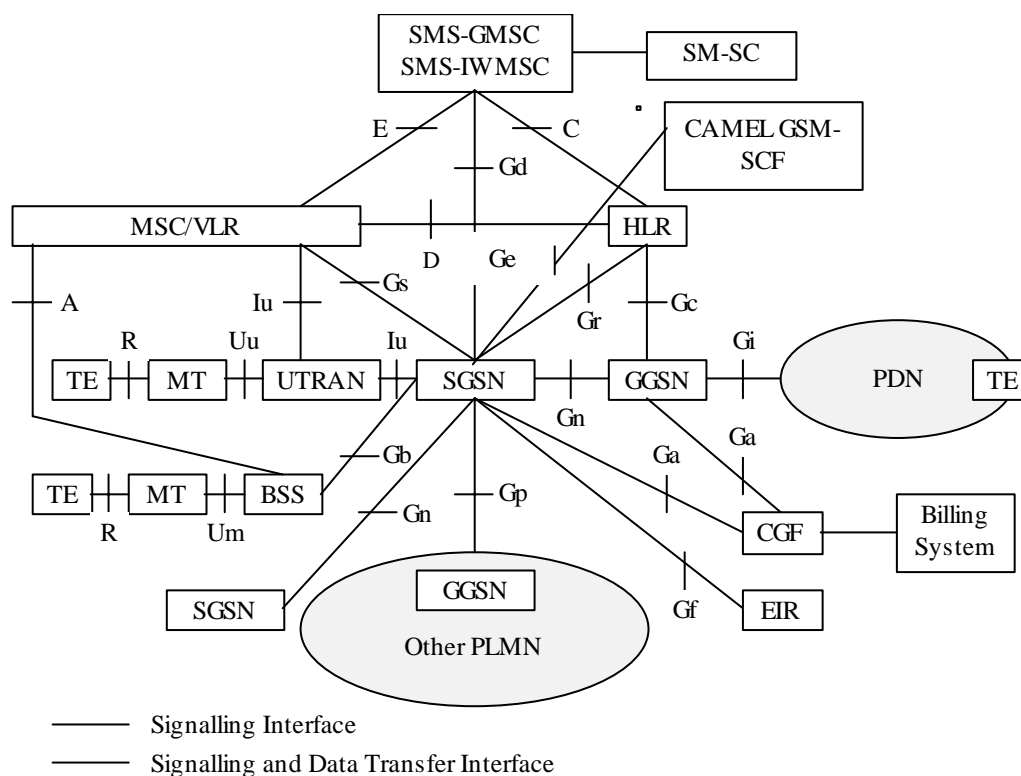 SMS-GMSC
SMS-IWMSC
SM-SC
E
C
CAMEL GSM-
SCF
Gd
MSC/VLR
HLR
D
Ge
Gs
A
Iu
Gr
Gc
R
Uu
Iu
Gi
TE
MT
UTRAN
SGSN
GGSN
PDN
TE
Gn
Ga
Gb
Ga
TE
MT
BSS
Gp
R
Um
Gn
CGF
Billing
System
SGSN
GGSN
Gf
EIR
Other PLMN
Signalling Interface
Signalling and Data Transfer Interface